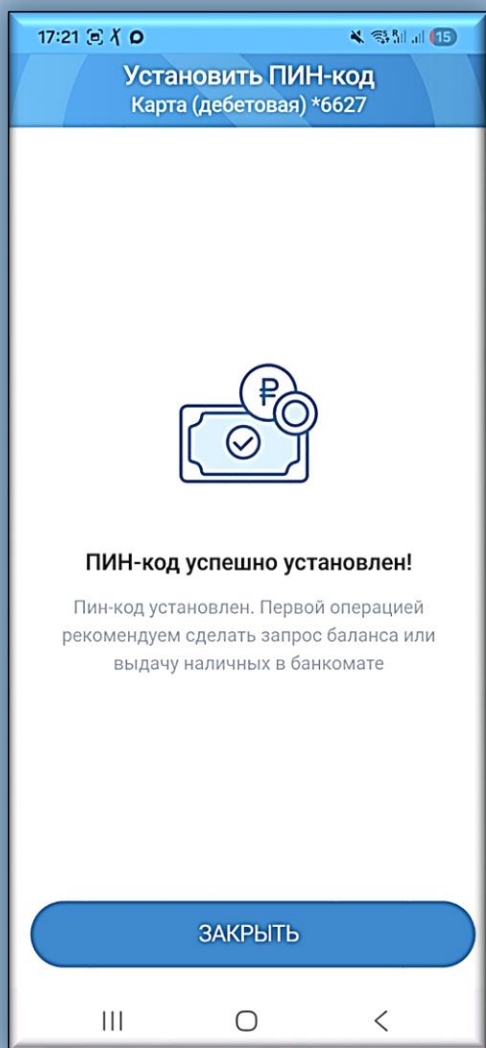 17:21
15
Установить ПИН-код
Карта (дебетовая) *6627
₽
ПИН-код успешно установлен!
Пин-код установлен. Первой операцией
рекомендуем сделать запрос баланса или
выдачу наличных в банкомате
ЗАКРЫТЬ